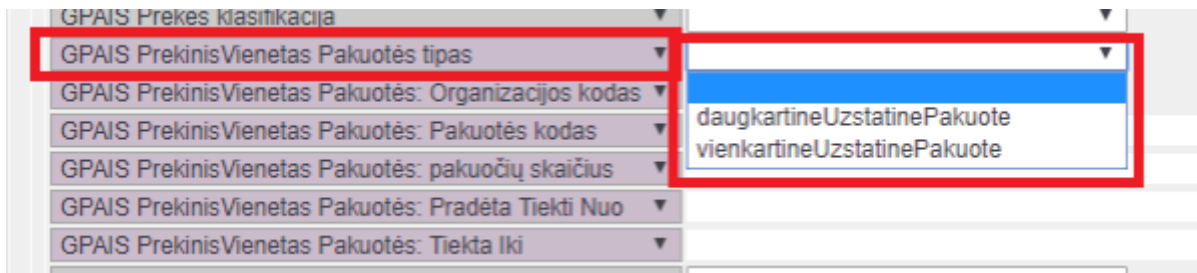 GPAIS Prekės klasifikacija
GPAIS PrekinisVienetas Pakuotės tipas
GPAIS PrekinisVienetas Pakuotės: Organizacijos kodas
daugkartineUzstatinePakuote
GPAIS PrekinisVienetas Pakuotės: Pakuotės kodas
vienkartineUzstatinePakuote
GPAIS PrekinisVienetas Pakuotės: pakuočių skaičius
GPAIS PrekinisVienetas Pakuotės: Pradėta Tiekti Nuo
GPAIS PrekinisVienetas Pakuotės: Tiekta Iki